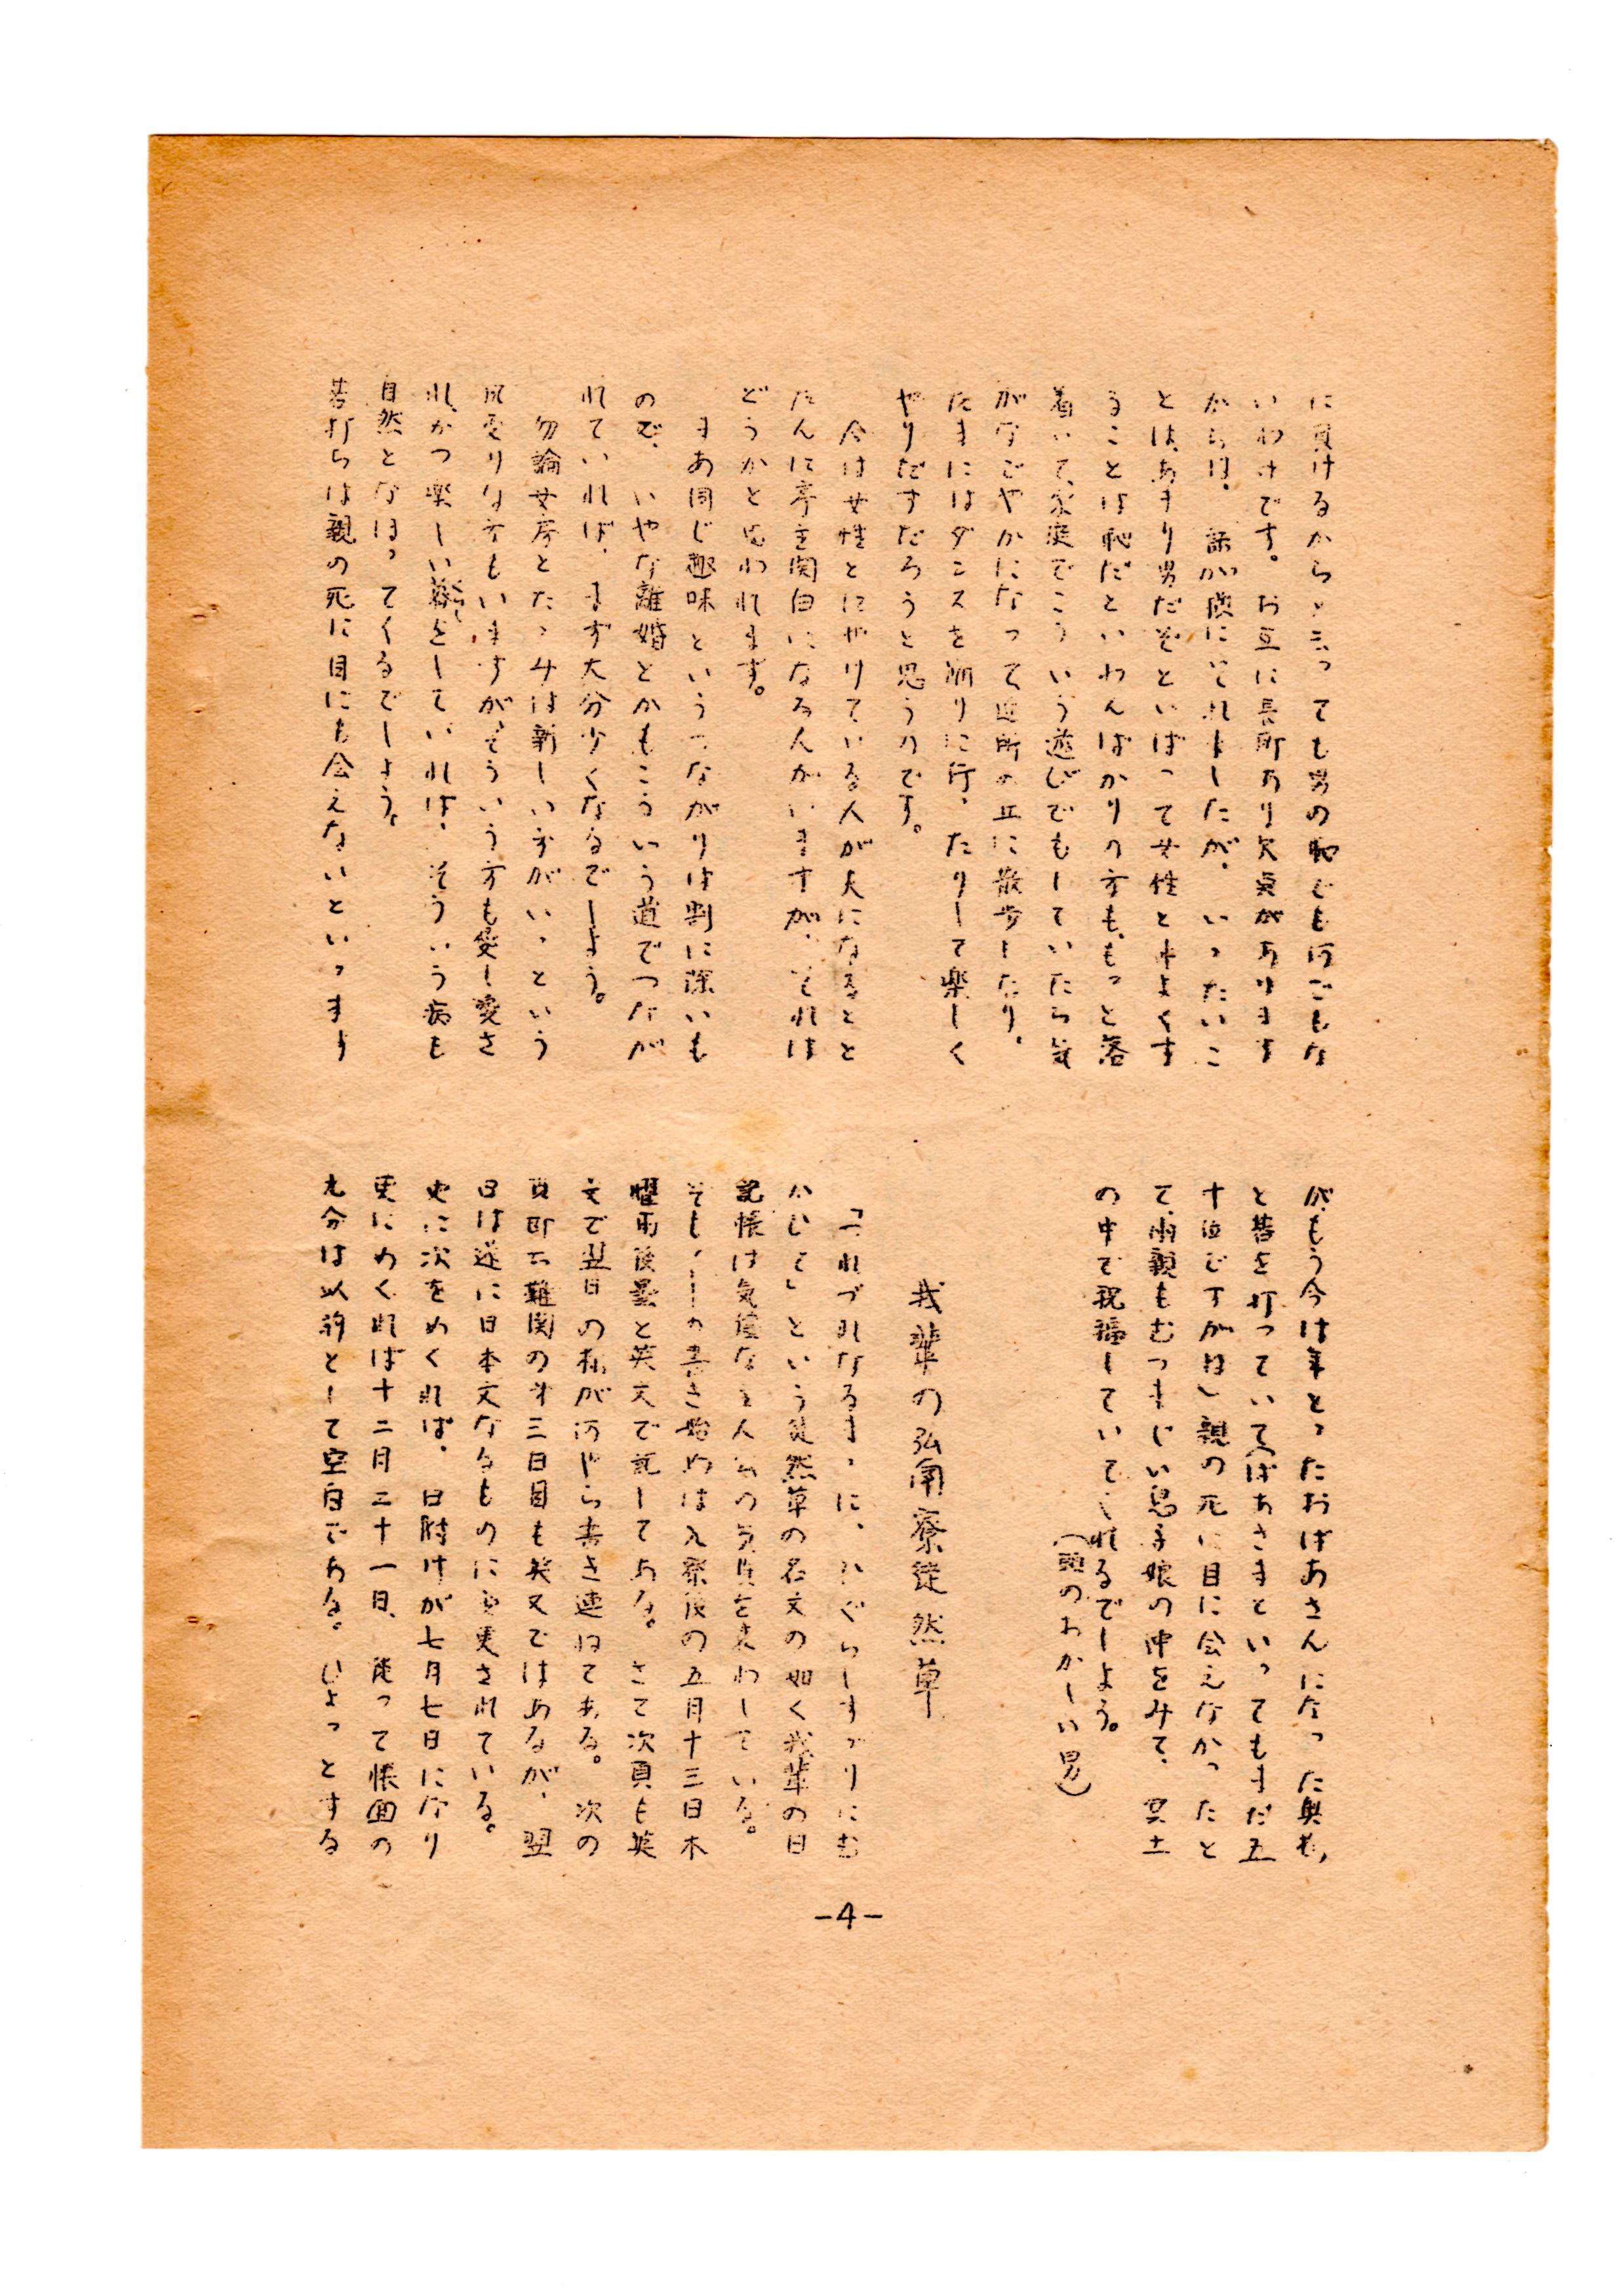 に負けるからと云っても男の恥でも何でもな
いわけです。お互に長所あり欠点があります
からね。話が横にそれましたが、いったいこ
とは、あまり男だぞといばって女性と仲よくす
ることは恥だといわんばかりの方も、もっと落
着いて、家庭でこういう遊びでもしていたら気
がなごやかになって近所の丘に散歩したり、
たまにはダンスを踊りに行ったりして楽しく
やりだすだろうと思うのです。
今は女性とにやりている人が夫になるとと
たんに亭主関白になる人がいますが、それは
どうかと思われます。
まあ同じ趣味というつながりは割に深いも
ので、いやな離婚とかもこういう道でつなが
れていれば、まず大分少くなるでしょう。
勿論女房とたゝみは新しい方がいゝという
風変りな方もいますが、そういう方も愛し愛さ
れ、かつ楽しい暮をしていれば、そういう病も
自然となほってくるでしょう。
碁打ちは親の死に目にも会えないといゝます
が、もう今は年とったおばあさんになった奥も、
と碁を打っていて（ばあさまといってもまだ五
十位ですがね）親の死に目に会えなかったと
て、両親もむつまじい息子娘の仲をみて、冥土
の中で祝福していてくれるでしょう。
（頭のおかしい男）
我輩の弘南寮徒然草
「つれづれなるまゝに、ひぐらしすゞりにむ
かひて」という徒然草の名文の如く我輩の日
記帳は気儘な主人公の気性を表わしている。
そも〱の書き始めは入寮後の五月十三日木
曜雨後曇と英文で記してある。さて次頁も英
文で翌日の様が何やら書き連ねてある。次の
頁即ち難関の才三日目も英文ではあるが、翌
日は遂に日本文なるものに変更されている。
更に次をめくれば、日附けが七月七日になり
更にめくれば十二月二十一日、従って帳面の
九分は以前として空白である。ひょっとする
-4-